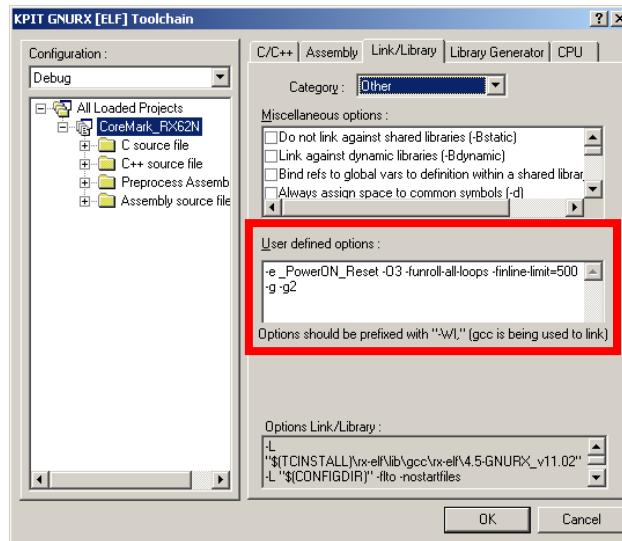 KPIT GNURX [ELF] Toolchain
Configuration :
Debug
All Loaded Projects
CoreMark_RX62N
C source file
C++ source file
Preprocess Assemb
Assembly source file
C/C++ Assembly Link/Library Library Generator CPU
Category : Other
Miscellaneous options :
Do not link against shared libraries (-Bstatic)
Link against dynamic libraries (-Bdynamic)
Bind refs to global vars to definition within a shared librar
Always assign space to common symbols (-d)
User defined options :
-e _PowerON_Reset -O3 -funroll-all-loops -finline-limit=500
-g -g2
Options should be prefixed with "-Wl," (gcc is being used to link)
Options Link/Library :
-L
"$(TCINSTALL)\rx-elf\lib\gcc\rx-elf\4.5-GNURX_v11.02"
-L "$(CONFIGDIR)" -flto -nostartfiles
OK Cancel